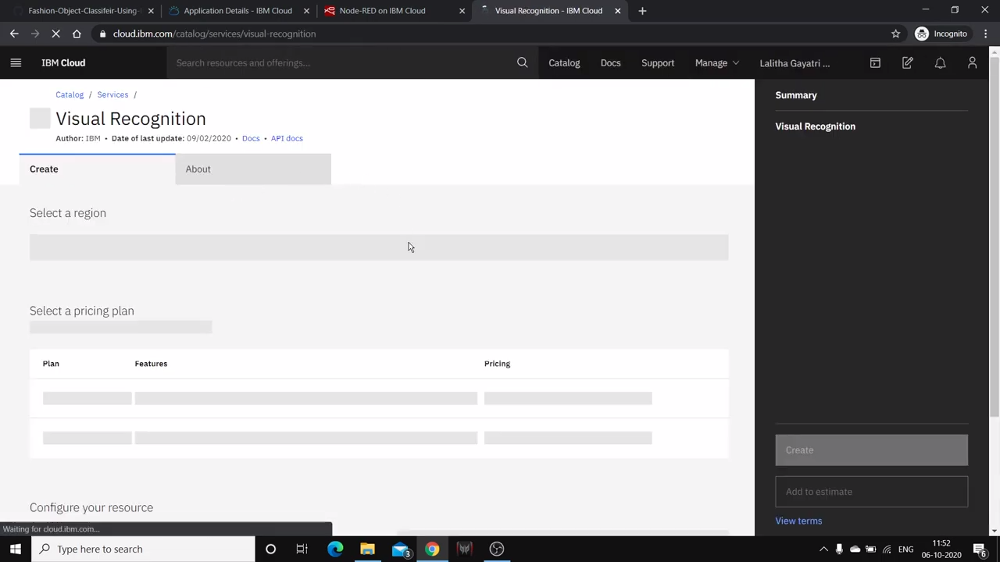 Fashion-Object-Classifeir-Using-
Application Details - IBM Cloud
Node-RED on IBM Cloud
Visual Recognition - IBM Cloud
cloud.ibm.com/catalog/services/visual-recognition
Incognito
IBM Cloud
Search resources and offerings...
Catalog
Docs
Support
Manage
Lalitha Gayatri ...
Catalog / Services /
Visual Recognition
Author: IBM • Date of last update: 09/02/2020 • Docs • API docs
Create
About
Select a region
Select a pricing plan
Plan
Features
Pricing
Configure your resource
Summary
Visual Recognition
Create
Add to estimate
View terms
Waiting for cloud.ibm.com...
Type here to search
3
ENG
11:52
06-10-2020
6